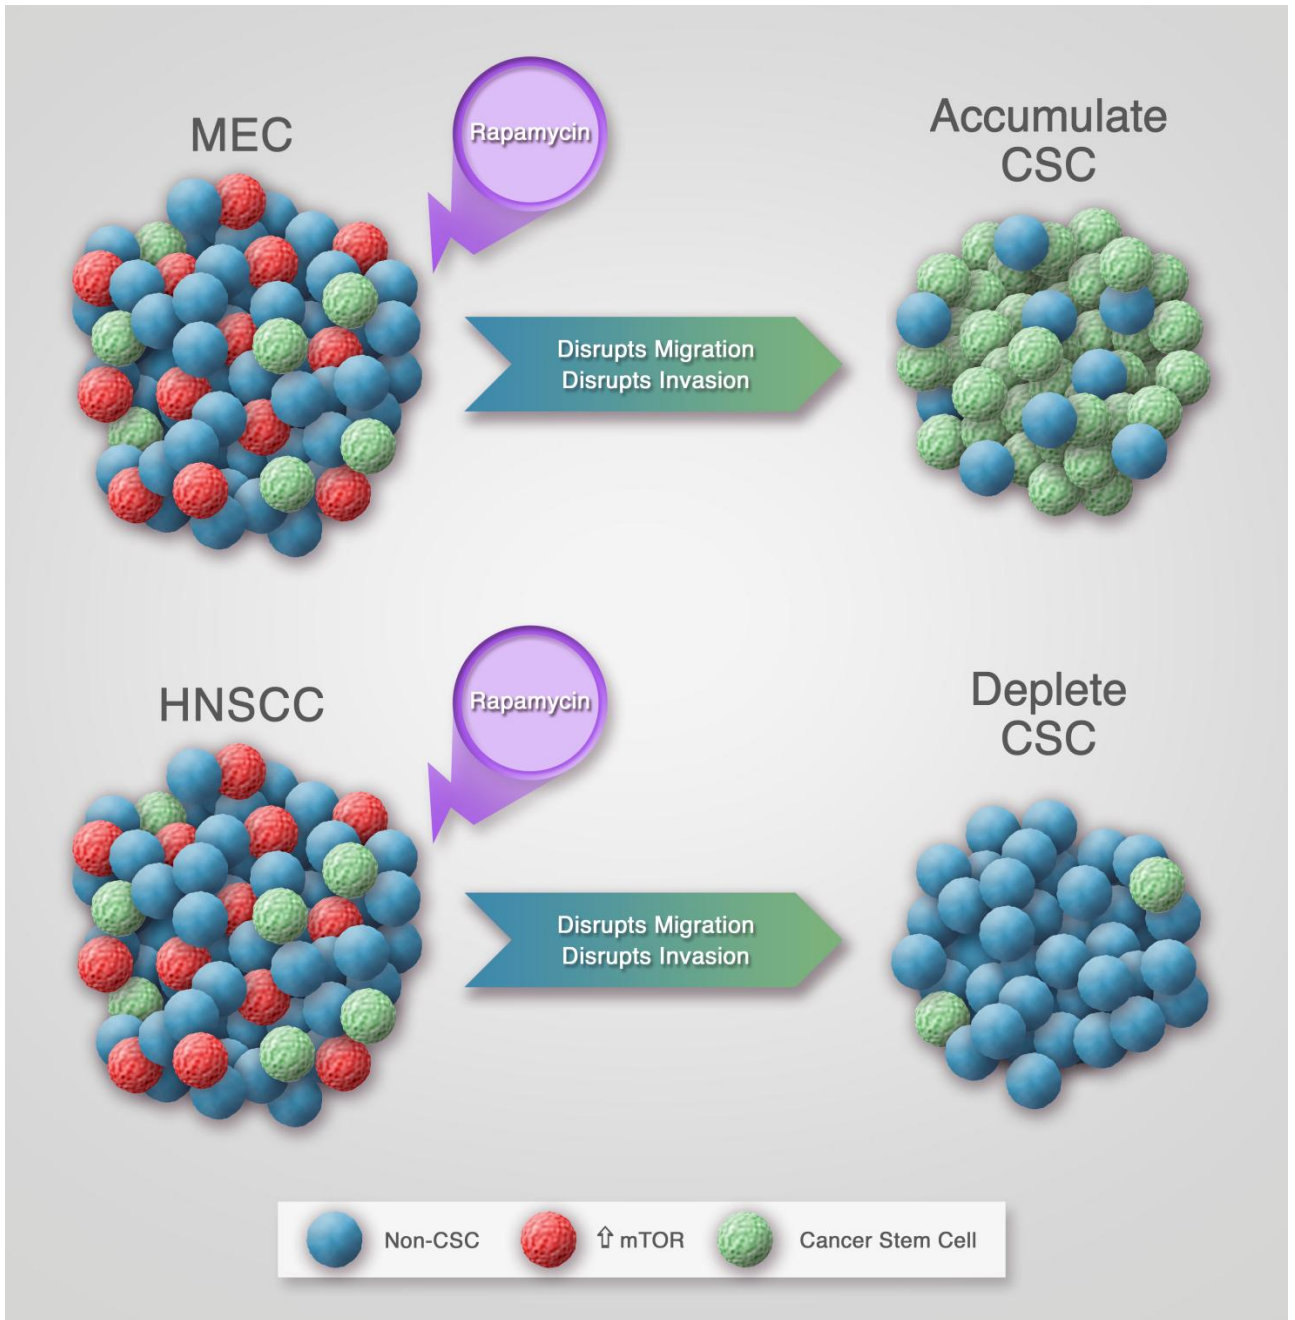 MEC
Rapamycin
Accumulate
CSC
Disrupts Migration
Disrupts Invasion
HNSCC
Rapamycin
Deplete
CSC
Disrupts Migration
Disrupts Invasion
Non-CSC
⇧ mTOR
Cancer Stem Cell